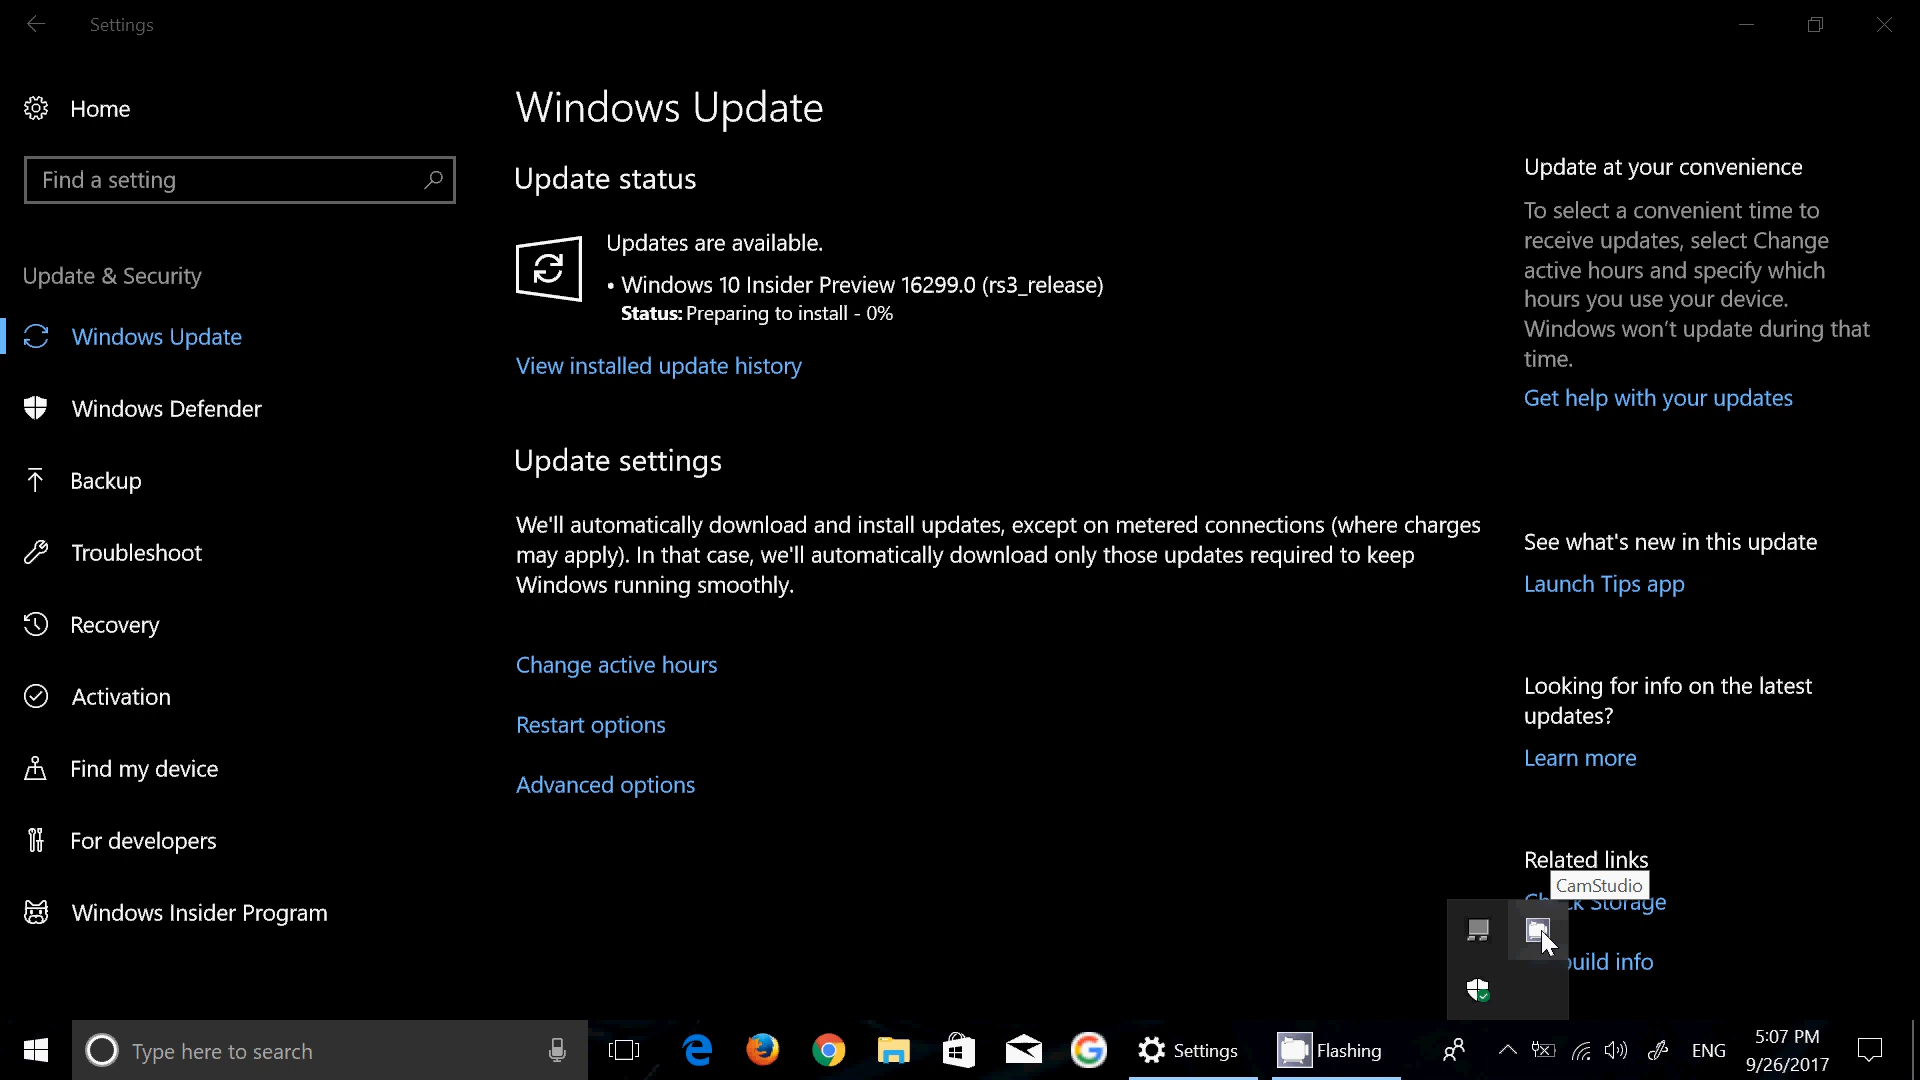 Settings
Home
Find a setting
Update & Security
Windows Update
Windows Defender
Backup
Troubleshoot
Recovery
Activation
Find my device
For developers
Windows Insider Program
Windows Update
Update status
Updates are available.
• Windows 10 Insider Preview 16299.0 (rs3_release)
Status: Preparing to install - 0%
View installed update history
Update settings
We'll automatically download and install updates, except on metered connections (where charges
may apply). In that case, we'll automatically download only those updates required to keep
Windows running smoothly.
Change active hours
Restart options
Advanced options
Update at your convenience
To select a convenient time to
receive updates, select Change
active hours and specify which
hours you use your device.
Windows won't update during that
time.
Get help with your updates
See what's new in this update
Launch Tips app
Looking for info on the latest
updates?
Learn more
Related links
CamStudio
Check Storage
build info
Type here to search
Settings
Flashing
ENG
5:07 PM
9/26/2017